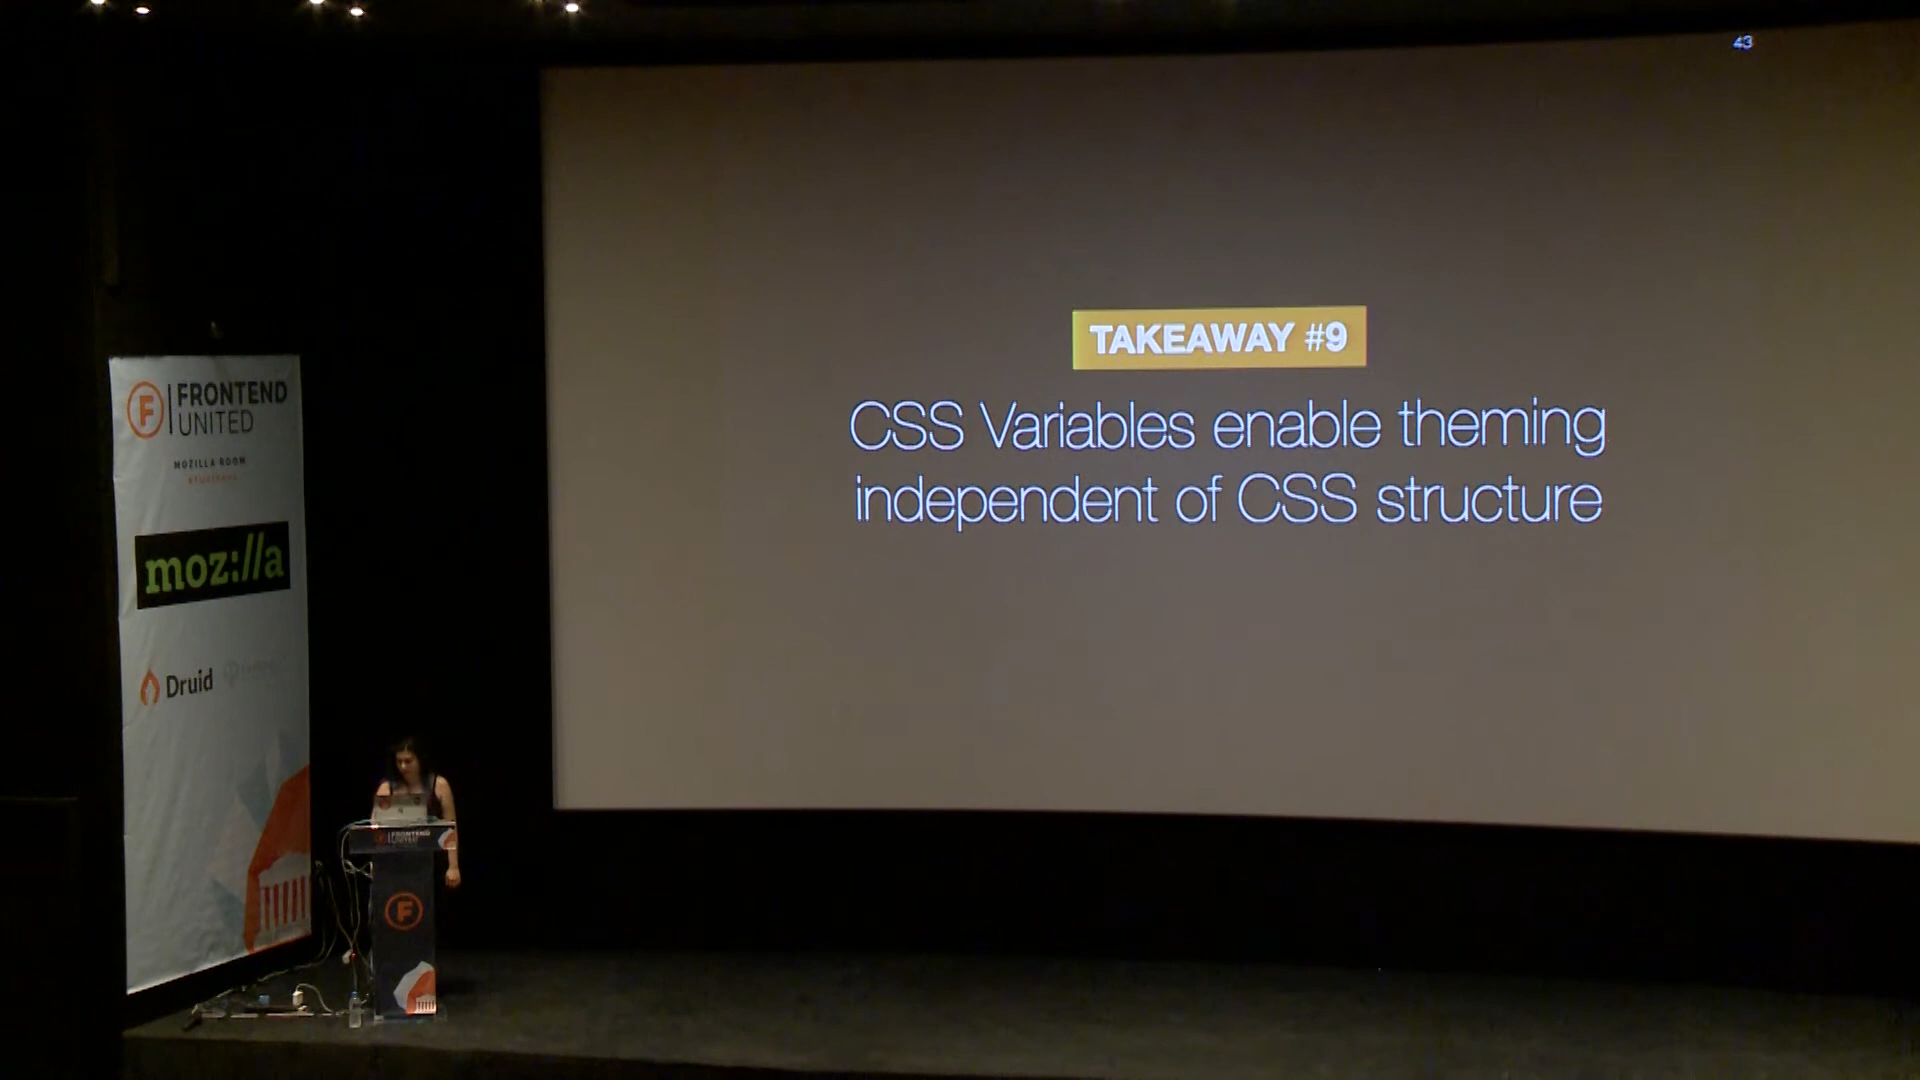 43
TAKEAWAY #9
CSS Variables enable theming
independent of CSS structure
F
FRONTEND
UNITED
MOZILLA ROOM
moz://a
Druid
FRONTEND
UNITED
F